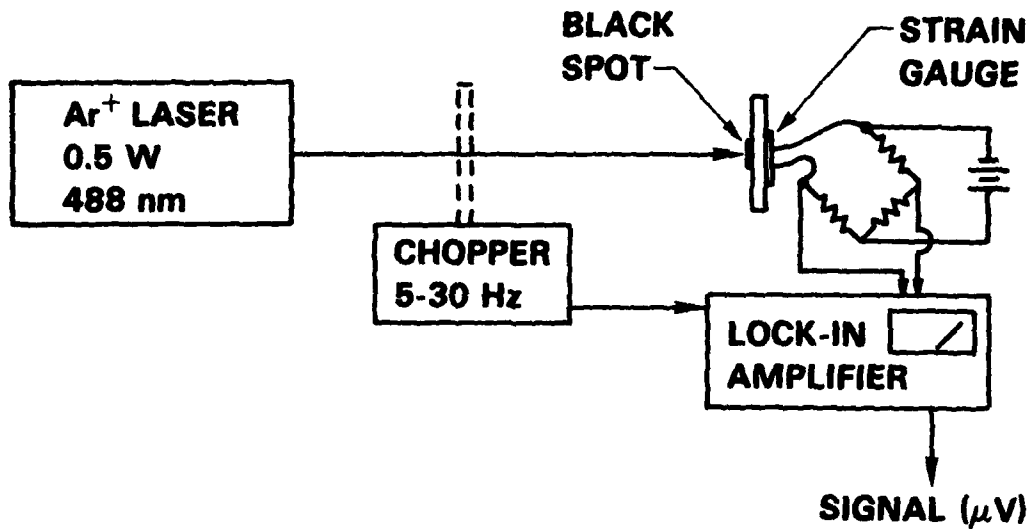 BLACK
SPOT
STRAIN
GAUGE
Ar⁺ LASER
0.5 W
488 nm
CHOPPER
5-30 Hz
LOCK-IN
AMPLIFIER
SIGNAL (μV)